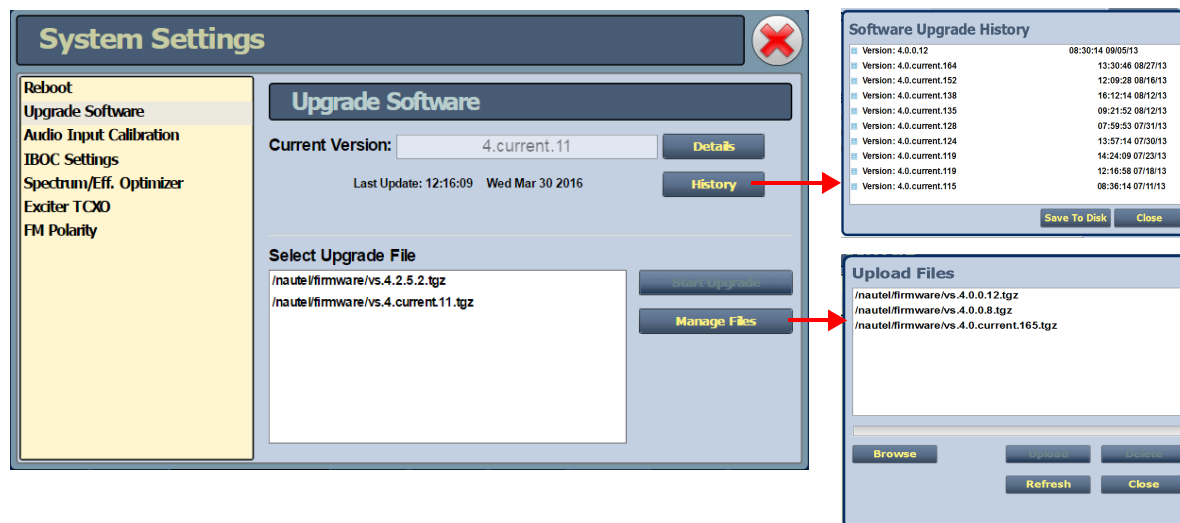 System Settings
Reboot
Upgrade Software
Audio Input Calibration
IBOC Settings
Spectrum/Eff. Optimizer
Exciter TCXO
FM Polarity
Upgrade Software
Current Version: 4.current.11 Details
Last Update: 12:16:09 Wed Mar 30 2016 History
Select Upgrade File
/nautel/firmware/vs.4.2.5.2.tgz
/nautel/firmware/vs.4.current.11.tgz
Start Upgrade
Manage Files
Software Upgrade History
Version: 4.0.0.12 08:30:14 09/05/13
Version: 4.0.current.164 13:30:46 08/27/13
Version: 4.0.current.152 12:09:28 08/16/13
Version: 4.0.current.138 16:12:14 08/12/13
Version: 4.0.current.135 09:21:52 08/12/13
Version: 4.0.current.128 07:59:53 07/31/13
Version: 4.0.current.124 13:57:14 07/30/13
Version: 4.0.current.119 14:24:09 07/23/13
Version: 4.0.current.119 12:16:58 07/18/13
Version: 4.0.current.115 08:36:14 07/11/13
Save To Disk Close
Upload Files
/nautel/firmware/vs.4.0.0.12.tgz
/nautel/firmware/vs.4.0.0.8.tgz
/nautel/firmware/vs.4.0.current.165.tgz
Browse Upload Delete
Refresh Close